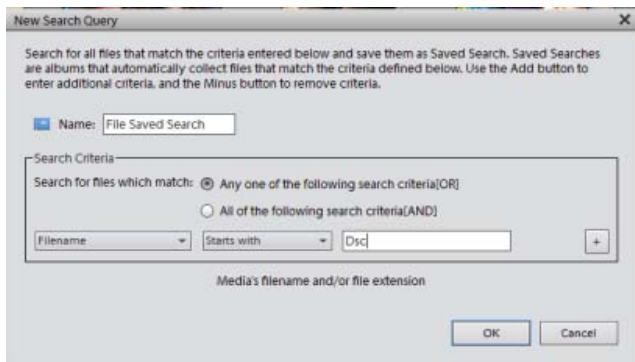 New Search Query
Search for all files that match the criteria entered below and save them as Saved Search. Saved Searches
are albums that automatically collect files that match the criteria defined below. Use the Add button to
enter additional criteria, and the Minus button to remove criteria.
Name: File Saved Search
Search Criteria
Search for files which match: Any one of the following search criteria[OR]
All of the following search criteria[AND]
Filename Starts with Dsc +
Media's filename and/or file extension
OK Cancel